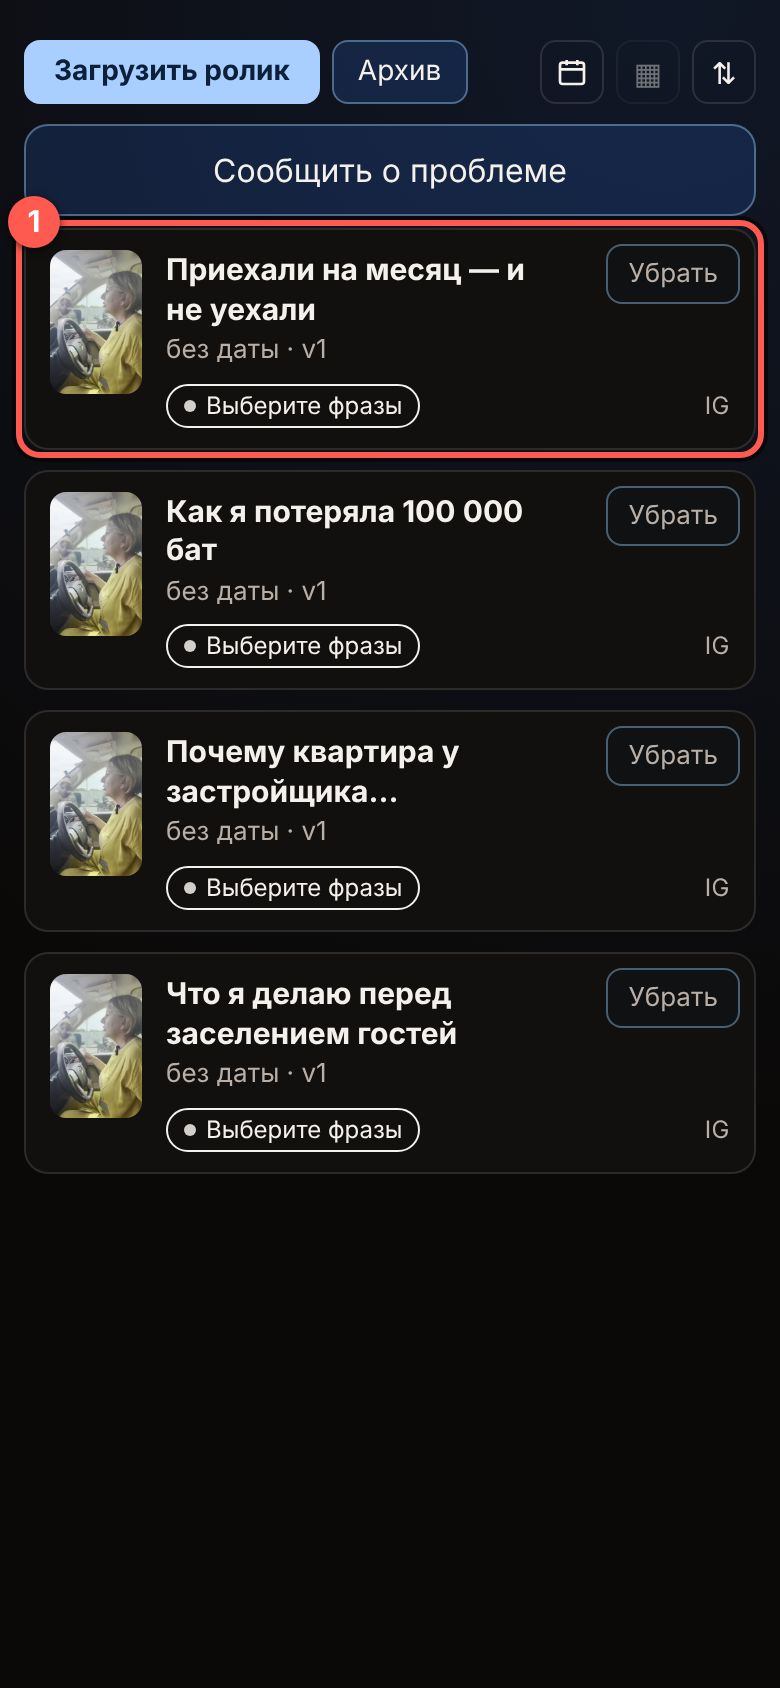 Загрузить ролик
Архив
Сообщить о проблеме
1
Приехали на месяц — и
не уехали
Убрать
без даты · v1
Выберите фразы
IG
Как я потеряла 100 000
бат
Убрать
без даты · v1
Выберите фразы
IG
Почему квартира у
застройщика...
Убрать
без даты · v1
Выберите фразы
IG
Что я делаю перед
заселением гостей
Убрать
без даты · v1
Выберите фразы
IG